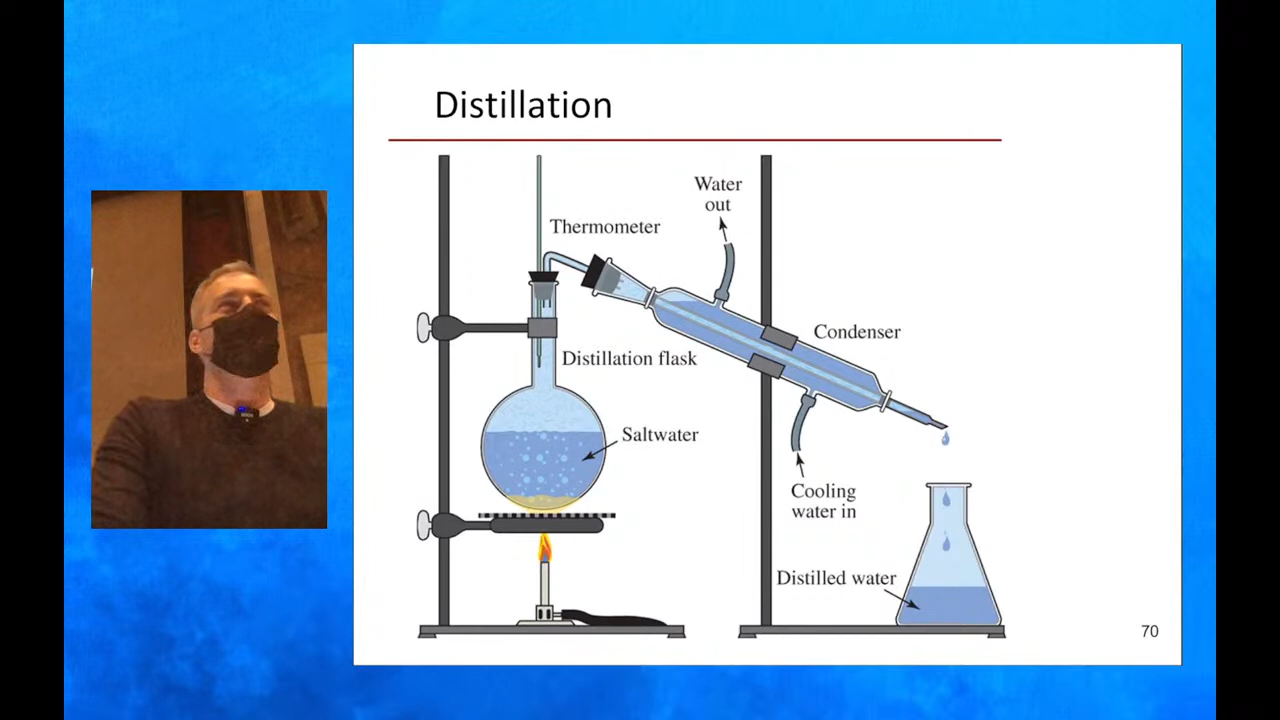 Distillation
Water
out
Thermometer
Condenser
Distillation flask
Saltwater
Cooling
water in
Distilled water
70